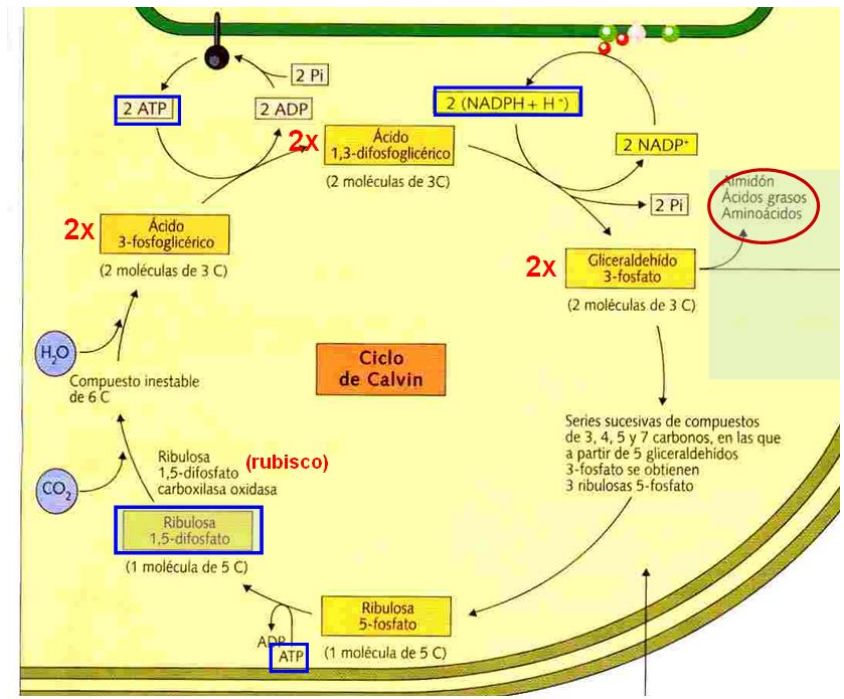 2 Pi
2 ATP
2 ADP
2 (NADPH + H⁺)
2x
Ácido
1,3-difosfoglicérico
(2 moléculas de 3C)
2 NADP⁺
2 Pi
Almidón
Ácidos grasos
Aminoácidos
2x
Ácido
3-fosfoglicérico
(2 moléculas de 3 C)
2x
Gliceraldehído
3-fosfato
(2 moléculas de 3 C)
H₂O
Compuesto inestable
de 6 C
Ciclo
de Calvin
Series sucesivas de compuestos
de 3, 4, 5 y 7 carbonos, en las que
a partir de 5 gliceraldehídos
3-fosfato se obtienen
3 ribulosas 5-fosfato
CO₂
Ribulosa
1,5-difosfato
carboxilasa oxidasa
(rubisco)
Ribulosa
1,5-difosfato
(1 molécula de 5 C)
Ribulosa
5-fosfato
(1 molécula de 5 C)
ADP
ATP